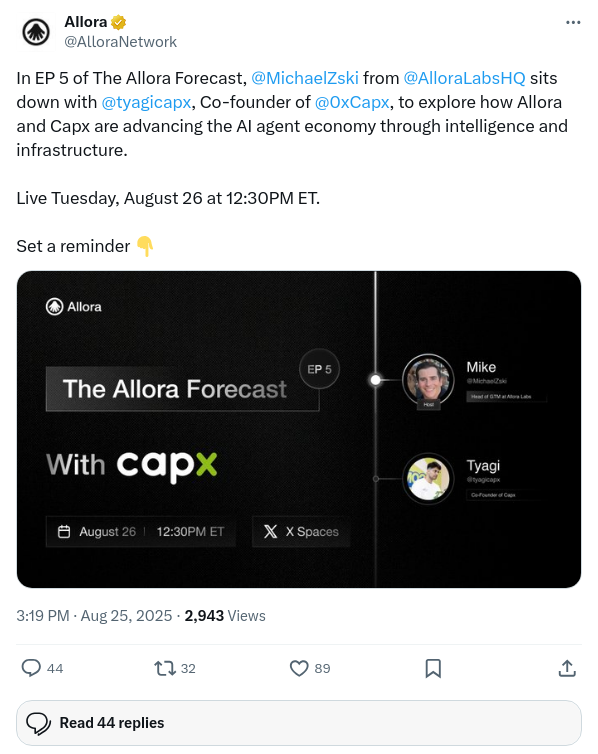 Allora
@AlloraNetwork
In EP 5 of The Allora Forecast, @MichaelZski from @AlloraLabsHQ sits
down with @tyagicapx, Co-founder of @0xCapx, to explore how Allora
and Capx are advancing the AI agent economy through intelligence and
infrastructure.
Live Tuesday, August 26 at 12:30PM ET.
Set a reminder 👇
Allora
EP 5
The Allora Forecast
With capx
August 26 | 12:30PM ET
X Spaces
Mike
@MichaelZski
Head of GTM at Allora Labs
Host
Tyagi
@tyagicapx
Co-Founder of Capx
3:19 PM · Aug 25, 2025 · 2,943 Views
44
32
89
Read 44 replies